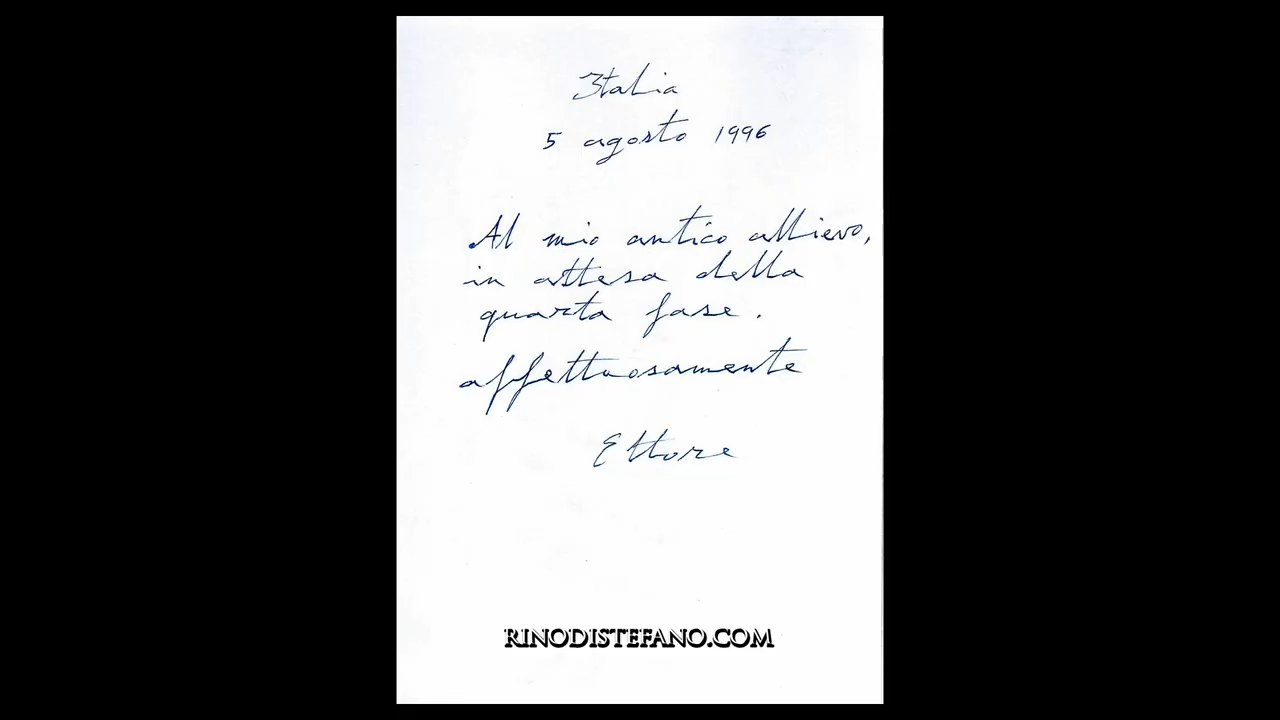 Italia
5 agosto 1996
Al mio antico allievo,
in attesa della
quarta fase.
affettuosamente
Ettore
RINODISTEFANO.COM